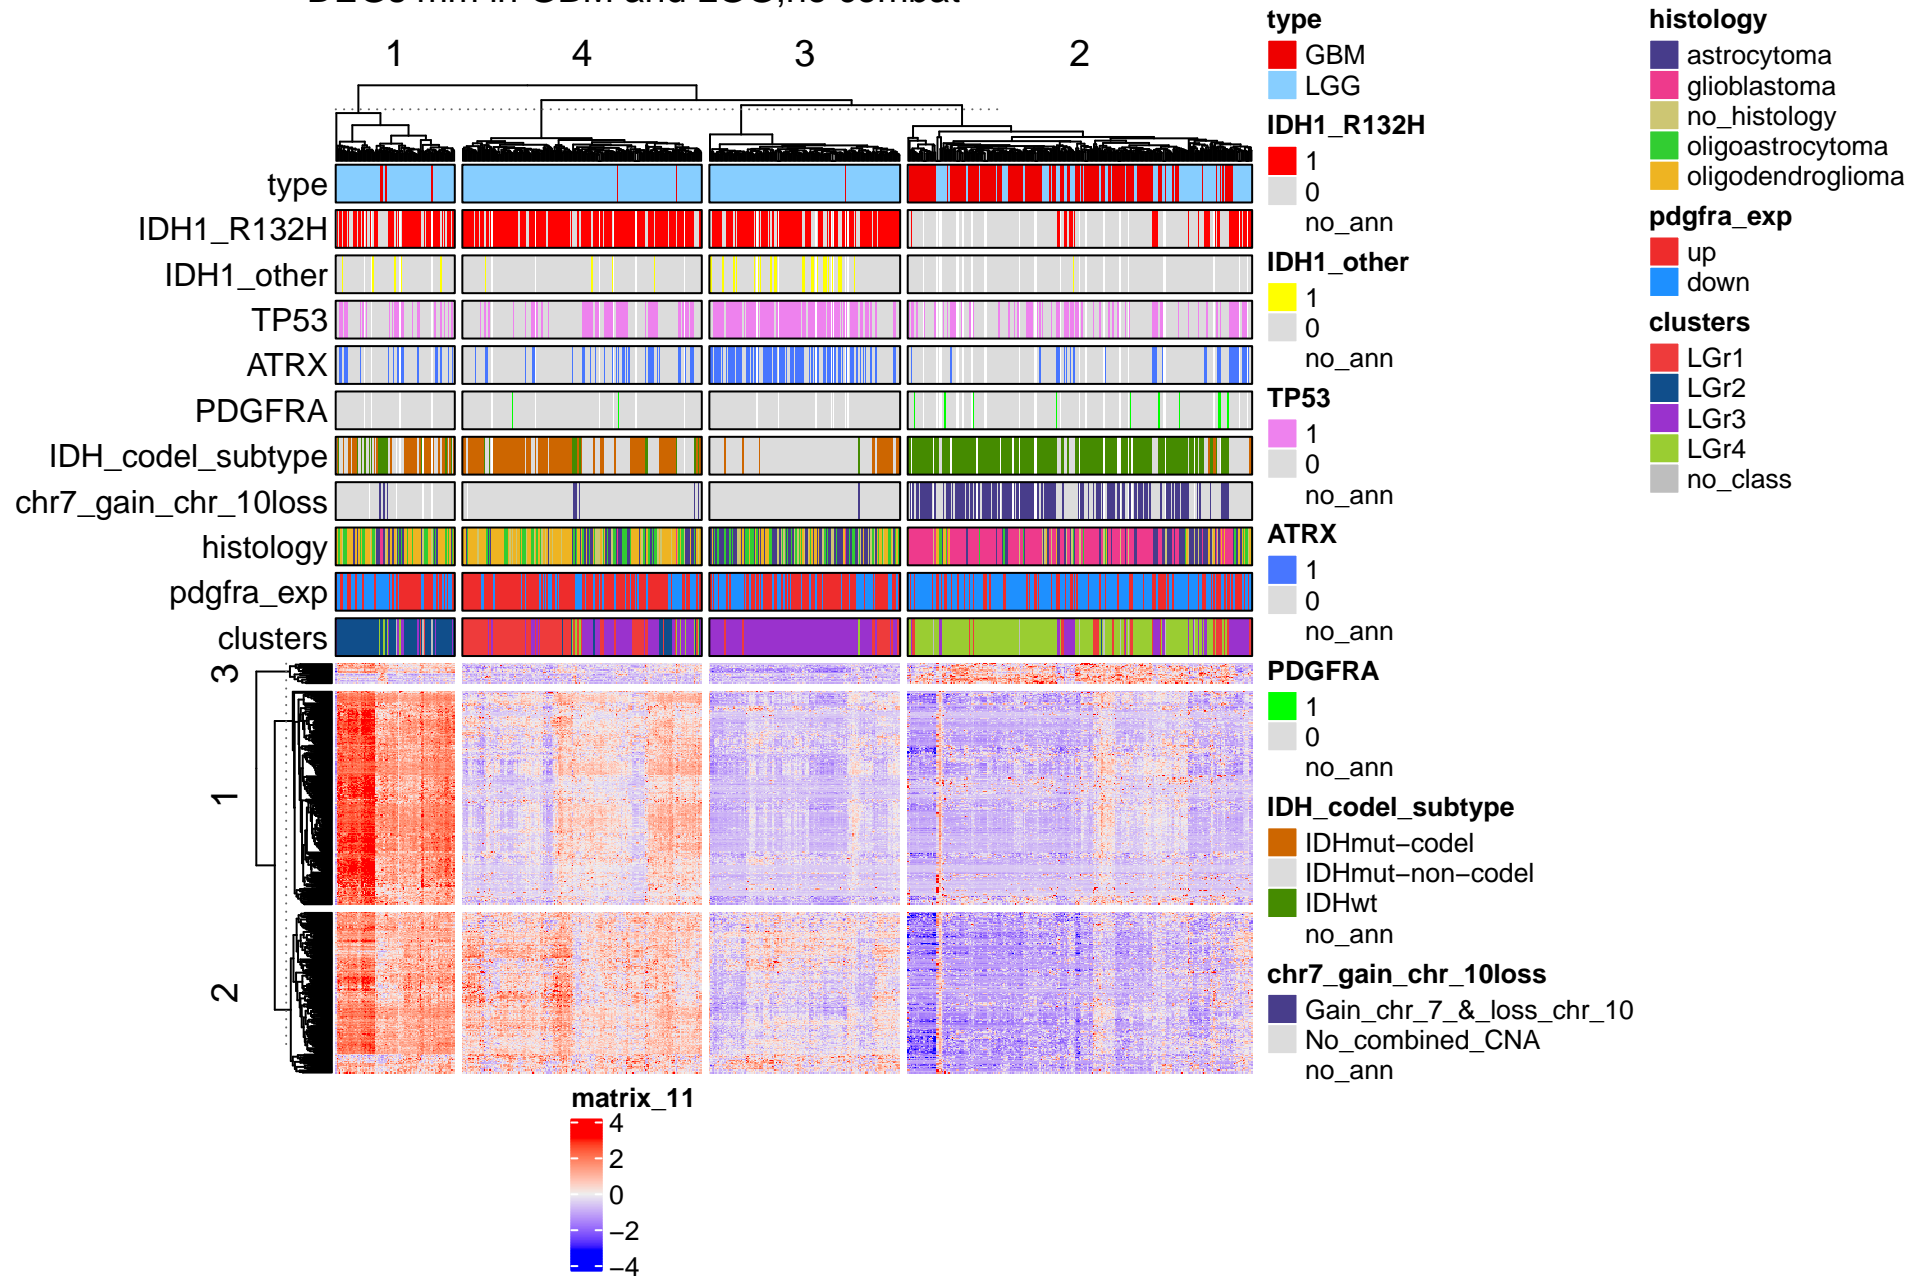 1 4 3 2
type
IDH1_R132H
IDH1_other
TP53
ATRX
PDGFRA
IDH_codel_subtype
chr7_gain_chr_10loss
histology
pdgfra_exp
clusters
3
1
2
matrix_11
4
2
0
−2
−4
type
GBM
LGG
IDH1_R132H
1
0
no_ann
IDH1_other
1
0
no_ann
TP53
1
0
no_ann
ATRX
1
0
no_ann
PDGFRA
1
0
no_ann
IDH_codel_subtype
IDHmut−codel
IDHmut−non−codel
IDHwt
no_ann
chr7_gain_chr_10loss
Gain_chr_7_&_loss_chr_10
No_combined_CNA
no_ann
histology
astrocytoma
glioblastoma
no_histology
oligoastrocytoma
oligodendroglioma
pdgfra_exp
up
down
clusters
LGr1
LGr2
LGr3
LGr4
no_class